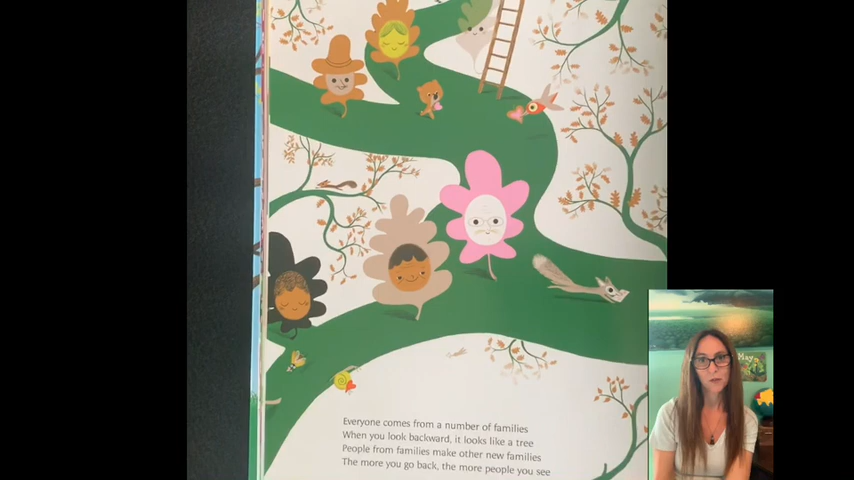 Everyone comes from a number of families
When you look backward, it looks like a tree
People from families make other new families
The more you go back, the more people you see